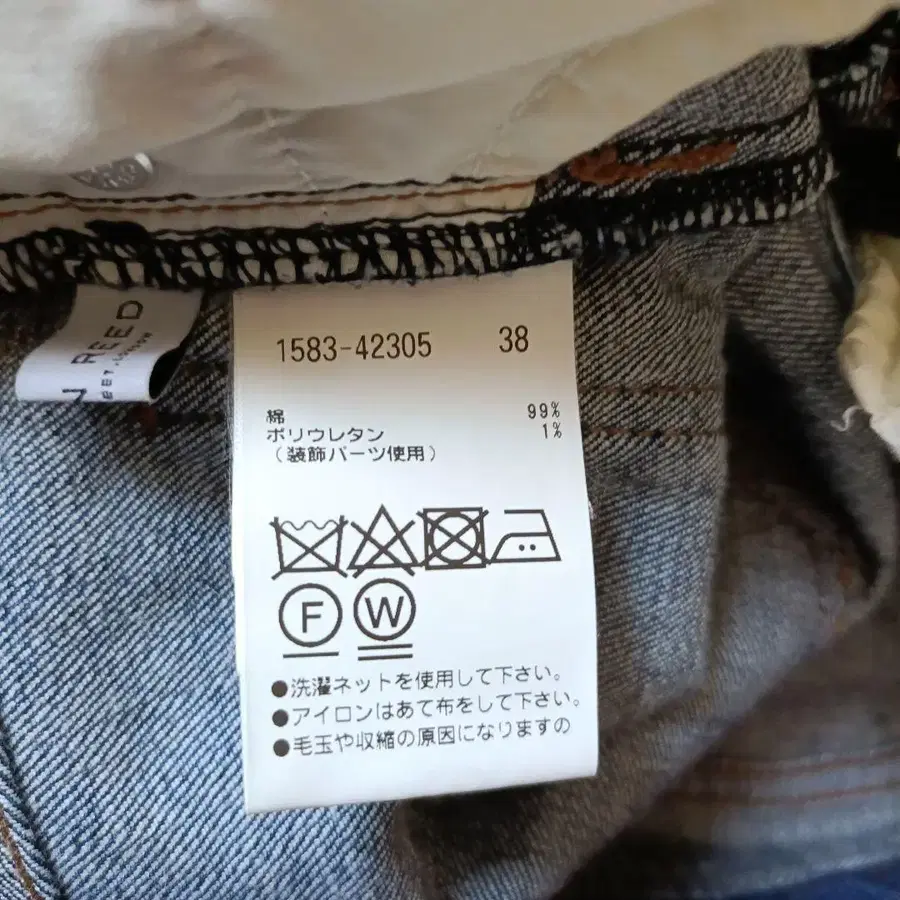 1583-42305 38
綿 99%
ポリウレタン 1%
(装飾パーツ使用)
F W
●洗濯ネットを使用して下さい。
●アイロンはあて布をして下さい。
●毛玉や収縮の原因になりますの
N REED